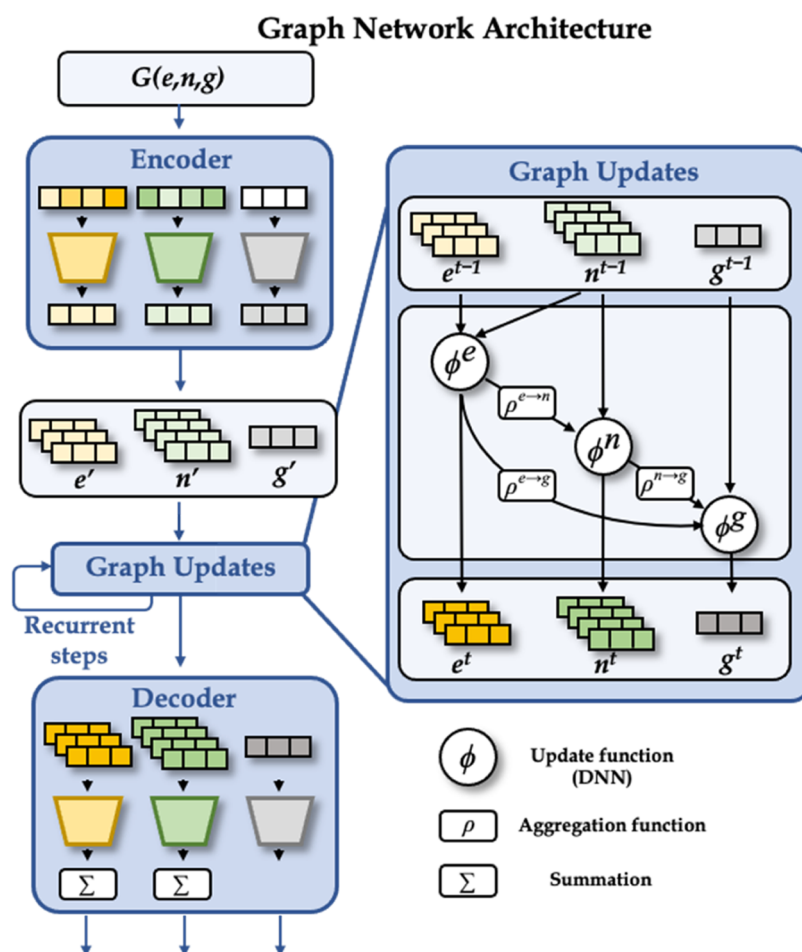 Graph Network Architecture
G(e,n,g)
Encoder
e′
n′
g′
Graph Updates
Recurrent
steps
Decoder
Σ
Σ
Graph Updates
e^{t−1}
n^{t−1}
g^{t−1}
ϕ^e
ρ^{e→n}
ϕ^n
ρ^{e→g}
ρ^{n→g}
ϕ^g
e^t
n^t
g^t
ϕ
Update function
(DNN)
ρ
Aggregation function
Σ
Summation